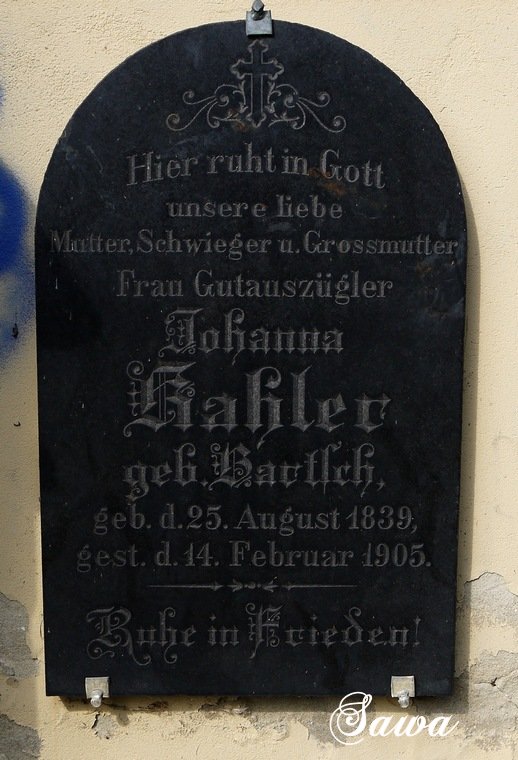 Hier ruht in Gott
unsere liebe
Mutter, Schwieger u. Grossmutter
Frau Gutauszügler
Johanna
Kahler
geb. Bartsch,
geb. d. 25. August 1839,
gest. d. 14. Februar 1905.
Ruhe in Frieden!
Sawa